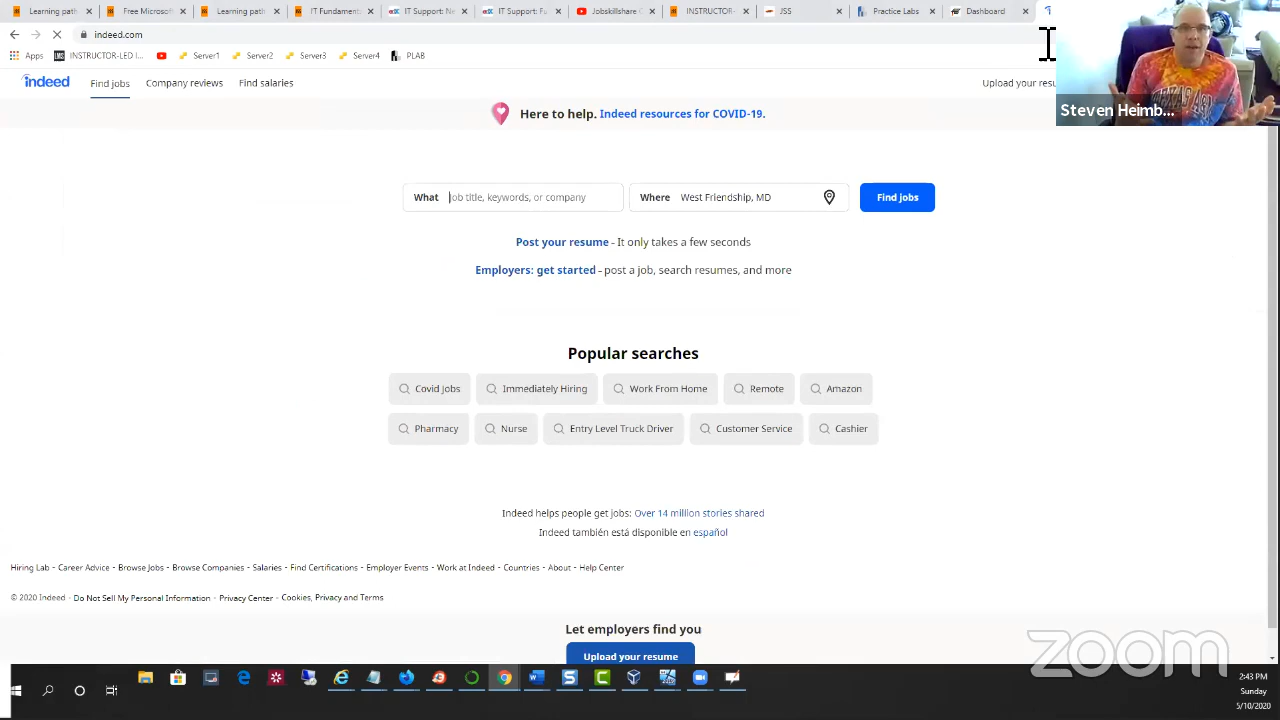 Learning pat
Free Microsof
Learning pat
IT Fundament
IT Support: Ne
IT Support: Pa
Jobskillshare C
INSTRUCTOR-
JSS
Practice Labs
Dashboard
indeed.com
Apps
INSTRUCTOR-LED I...
Server1
Server2
Server3
Server4
PLAB
indeed
Find jobs
Company reviews
Find salaries
Upload your resu
Steven Heimb...
Here to help. Indeed resources for COVID-19.
What Job title, keywords, or company
Where West Friendship, MD
Find jobs
Post your resume - It only takes a few seconds
Employers: get started - post a job, search resumes, and more
Popular searches
Covid Jobs
Immediately Hiring
Work From Home
Remote
Amazon
Pharmacy
Nurse
Entry Level Truck Driver
Customer Service
Cashier
Indeed helps people get jobs: Over 14 million stories shared
Indeed también está disponible en español
Hiring Lab - Career Advice - Browse Jobs - Browse Companies - Salaries - Find Certifications - Employer Events - Work at Indeed - Countries - About - Help Center
© 2020 Indeed - Do Not Sell My Personal Information - Privacy Center - Cookies, Privacy and Terms
Let employers find you
Upload your resume
zoom
2:43 PM
Sunday
5/10/2020